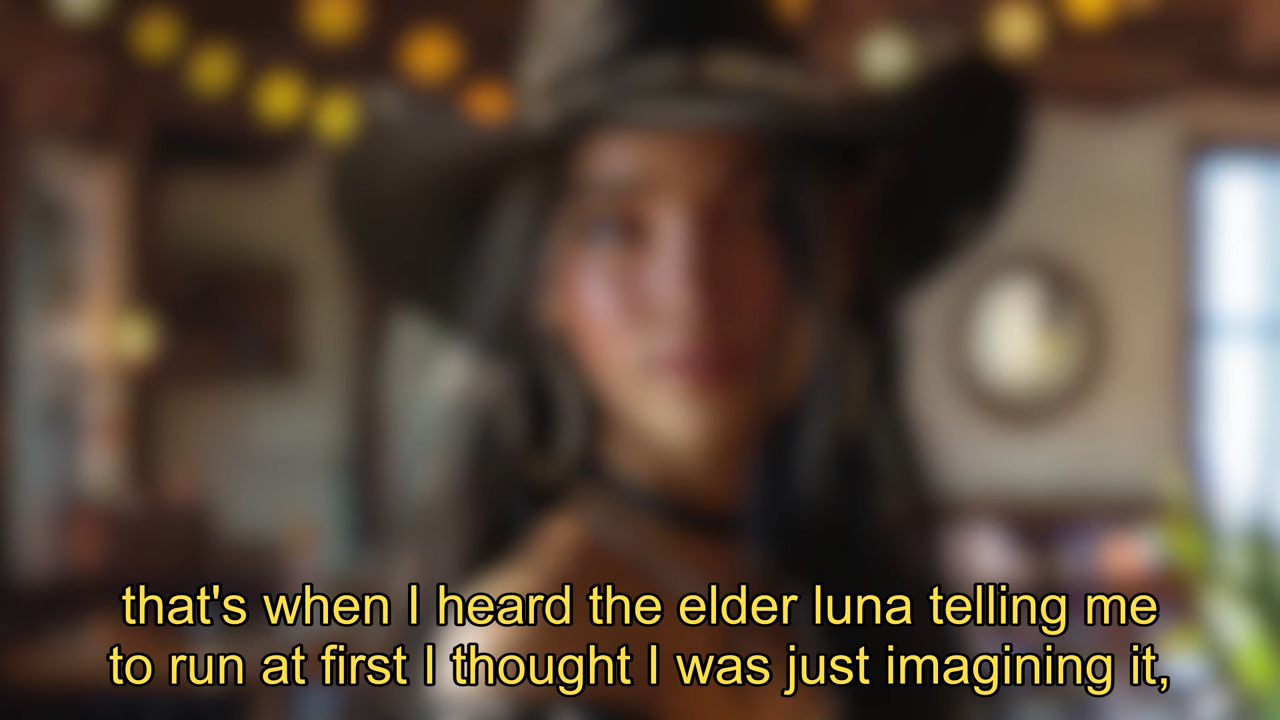 that's when I heard the elder luna telling me
to run at first I thought I was just imagining it,